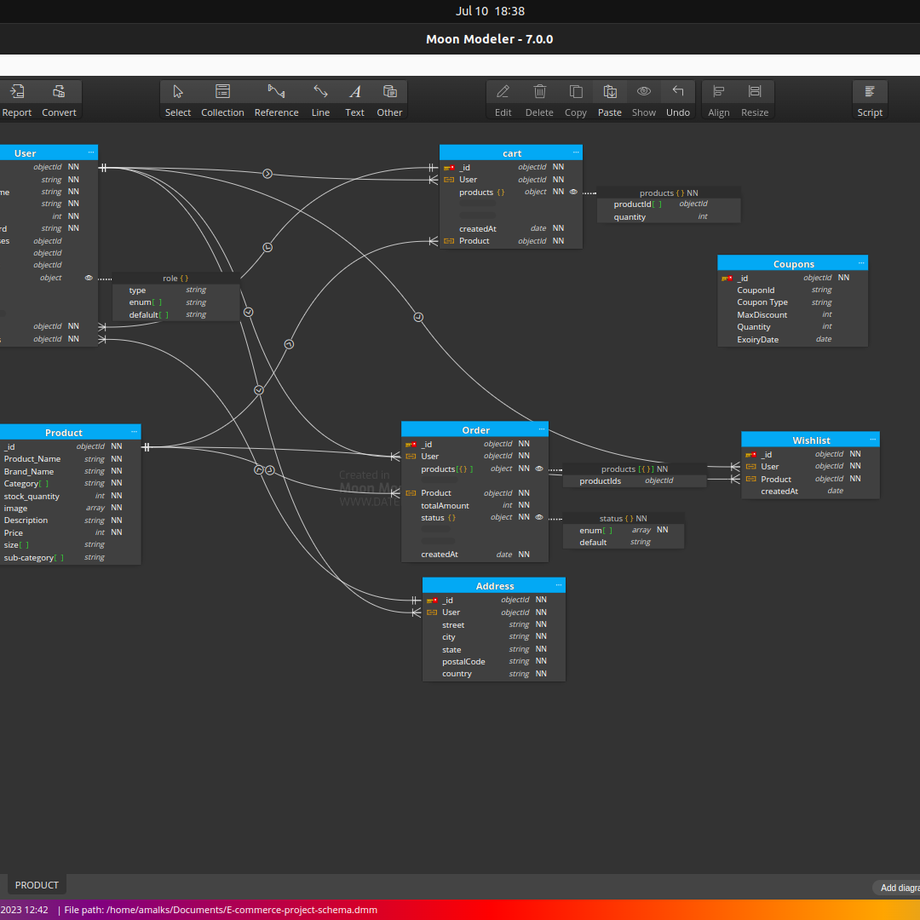 Jul 10 18:38
Moon Modeler - 7.0.0
Report Convert Select Collection Reference Line Text Other Edit Delete Copy Paste Show Undo Align Resize Script
User
objectId NN
string NN
me string NN
string NN
int NN
rd string NN
ses objectId
objectId
objectId
object
objectId NN
s objectId NN
role { }
type string
enum[ ] string
defalult[ ] string
cart
_id objectId NN
User objectId NN
products { } object NN
createdAt date NN
Product objectId NN
products { } NN
productId[ ] objectId
quantity int
Coupons
_id objectId NN
CouponId string
Coupon Type string
MaxDiscount int
Quantity int
ExoiryDate date
Product
_id objectId NN
Product_Name string NN
Brand_Name string NN
Category[ ] string NN
stock_quantity int NN
image array NN
Description string NN
Price int NN
size[ ] string
sub-category[ ] string
Created in
Moon Mo
WWW.DATE
Order
_id objectId NN
User objectId NN
products[{ }] object NN
Product objectId NN
totalAmount int NN
status { } object NN
createdAt date NN
products [{ }] NN
productIds objectId
status { } NN
enum[ ] array NN
default string
Wishlist
_id objectId NN
User objectId NN
Product objectId NN
createdAt date
Address
_id objectId NN
User objectId NN
street string NN
city string NN
state string NN
postalCode string NN
country string NN
PRODUCT
Add diagra
2023 12:42 | File path: /home/amalks/Documents/E-commerce-project-schema.dmm